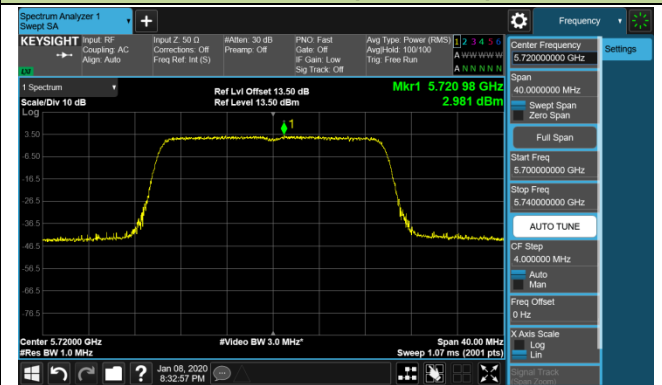 Spectrum Analyzer 1
Swept SA
+
Frequency
KEYSIGHT
Input: RF
Coupling: AC
Align: Auto
Input Z: 50 Ω
Corrections: Off
Freq Ref: Int (S)
#Atten: 30 dB
Preamp: Off
PNO: Fast
Gate: Off
IF Gain: Low
Sig Track: Off
Avg Type: Power (RMS)
Avg|Hold: 100/100
Trig: Free Run
1 2 3 4 5 6
A W W W W W
A N N N N N
LXI
1 Spectrum
Scale/Div 10 dB
Log
Ref Lvl Offset 13.50 dB
Ref Level 13.50 dBm
Mkr1 5.720 98 GHz
2.981 dBm
1
3.50
-6.50
-16.5
-26.5
-36.5
-46.5
-56.5
-66.5
-76.5
Center 5.72000 GHz
#Res BW 1.0 MHz
#Video BW 3.0 MHz*
Span 40.00 MHz
Sweep 1.07 ms (2001 pts)
Center Frequency
5.720000000 GHz
Settings
Span
40.0000000 MHz
Swept Span
Zero Span
Full Span
Start Freq
5.700000000 GHz
Stop Freq
5.740000000 GHz
AUTO TUNE
CF Step
4.000000 MHz
Auto
Man
Freq Offset
0 Hz
X Axis Scale
Log
Lin
Signal Track
(Span Zoom)
?
Jan 08, 2020
8:32:57 PM